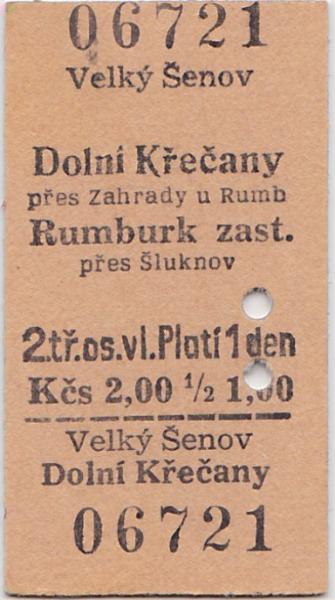 06721
Velký Šenov
Dolní Křečany
přes Zahrady u Rumb
Rumburk zast.
přes Šluknov
2.tř.os.vl.Platí 1 den
Kčs 2,00 ½ 1,00
Velký Šenov
Dolní Křečany
06721